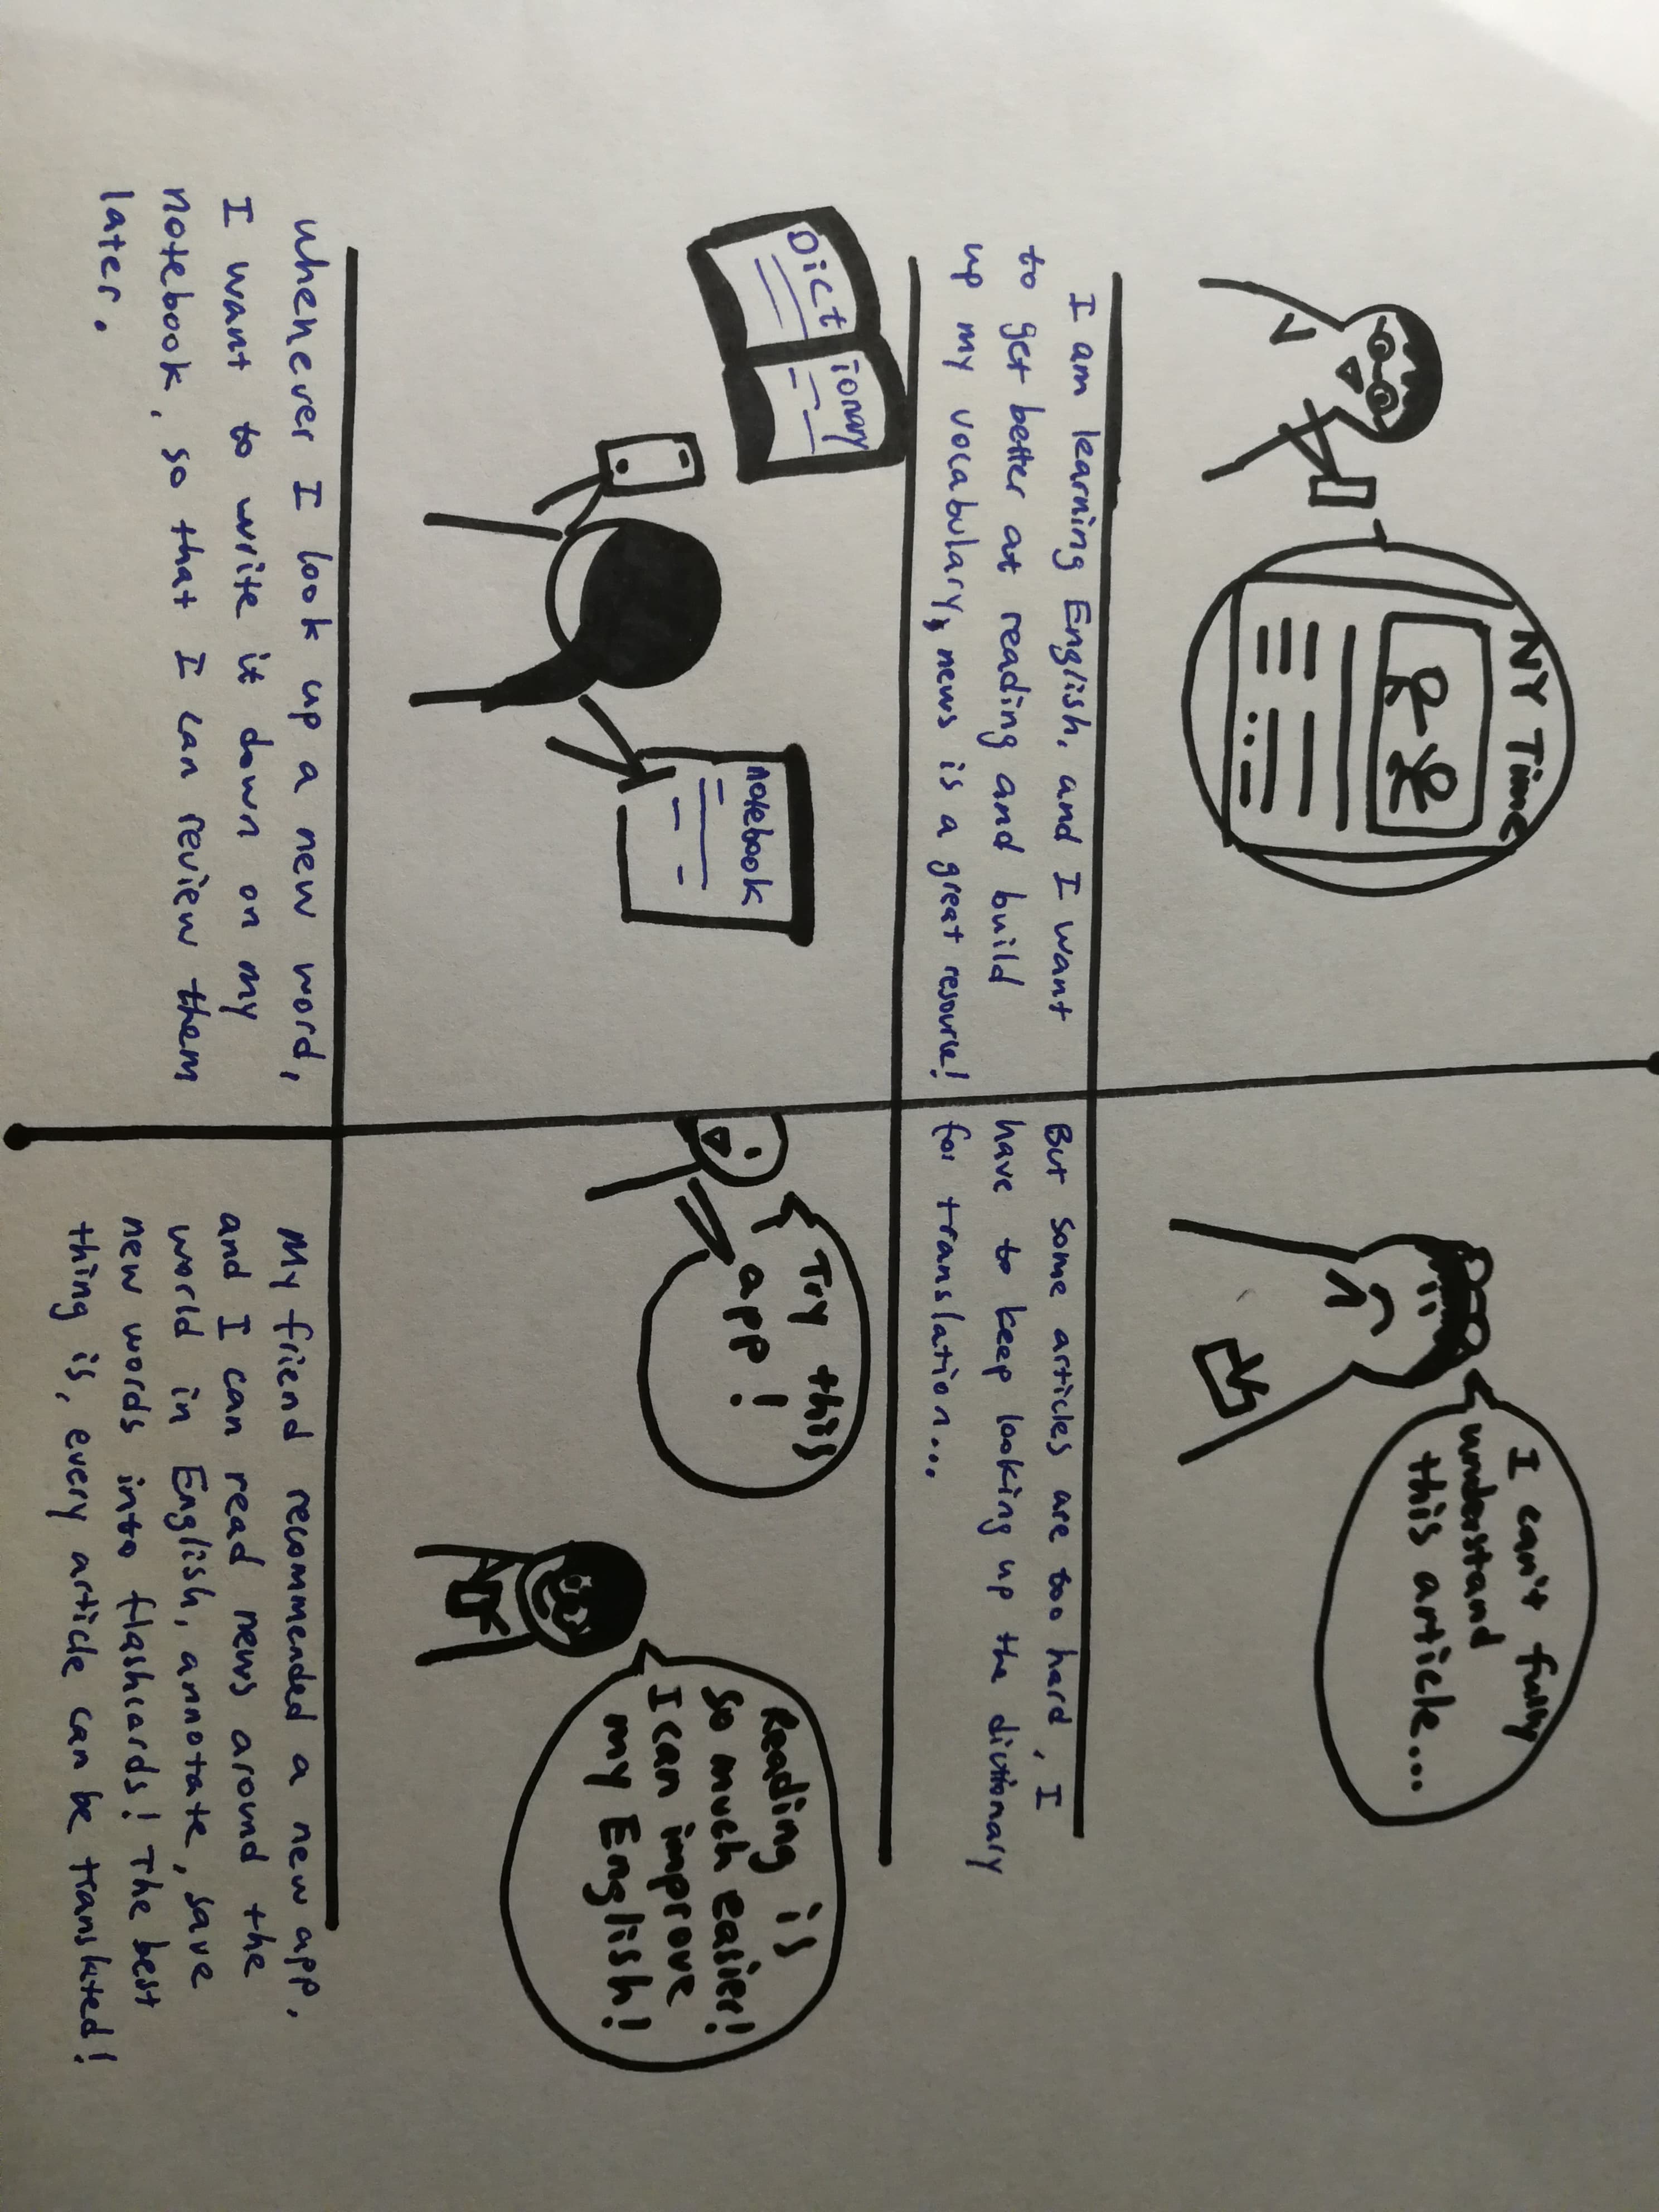 NY Time
I can't fully
understand
this article...
I am learning English, and I want
to get better at reading and build
up my vocabulary, news is a great resource!
But some articles are too hard, I
have to keep looking up the dictionary
for translation...
Dictionary
notebook
Try this
app!
Reading is
so much easier!
I can improve
my English!
whenever I look up a new word,
I want to write it down on my
notebook, so that I can review them
later.
My friend recommended a new app,
and I can read news around the
world in English, annotate, save
new words into flashcards! The best
thing is, every article can be translated!